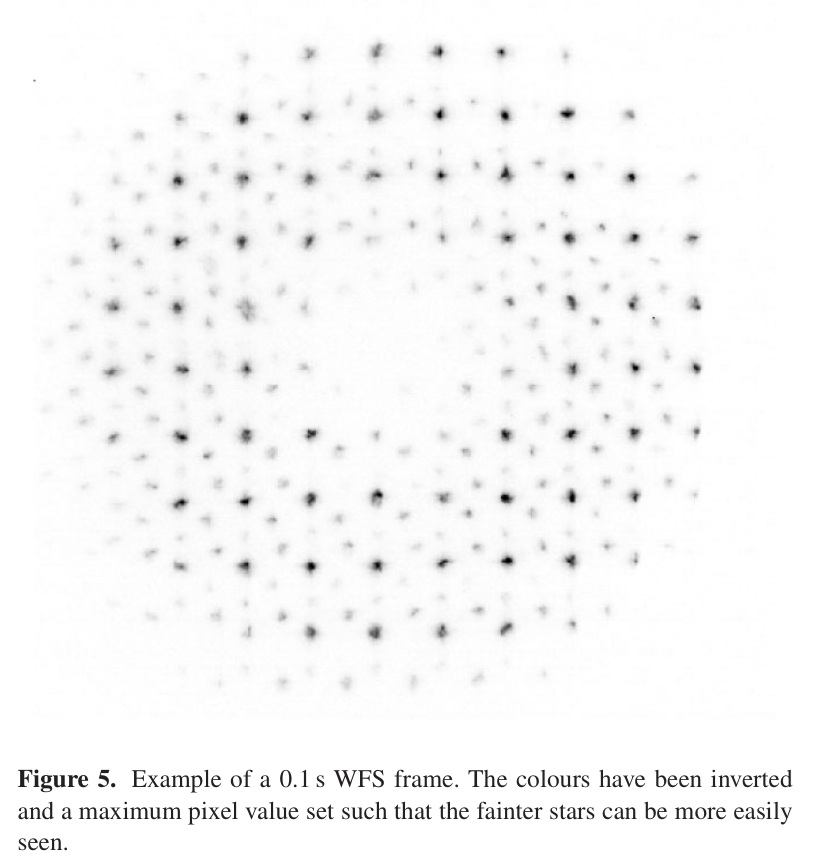 Figure 5. Example of a 0.1 s WFS frame. The colours have been inverted
and a maximum pixel value set such that the fainter stars can be more easily
seen.